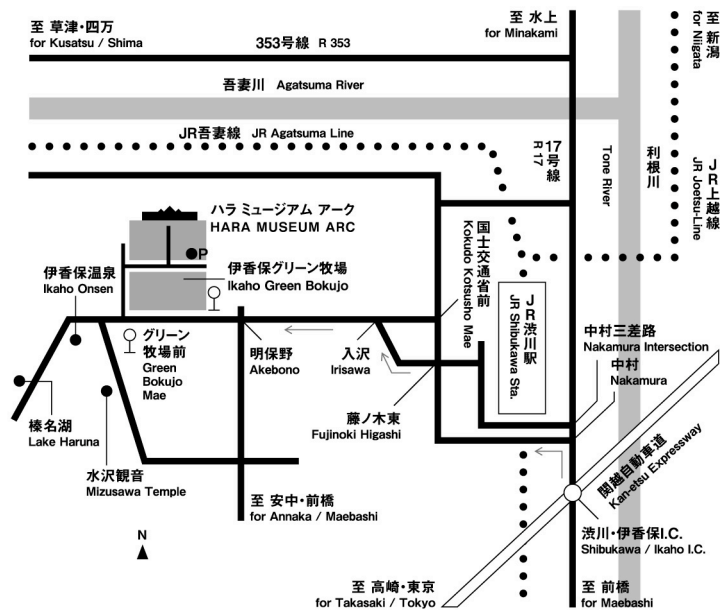 至 草津・四万
for Kusatsu / Shima
353号線 R 353
至 水上
for Minakami
至 新潟
for Niigata
吾妻川 Agatsuma River
JR吾妻線 JR Agatsuma Line
17号線
R 17
Tone River
利根川
JR上越線
JR Joetsu-Line
ハラ ミュージアム アーク
HARA MUSEUM ARC
P
伊香保温泉
Ikaho Onsen
伊香保グリーン牧場
Ikaho Green Bokujo
国土交通省前
Kokudo Kotsusho Mae
JR渋川駅
JR Shibukawa Sta.
グリーン
牧場前
Green
Bokujo
Mae
明保野
Akebono
入沢
Irisawa
中村三差路
Nakamura Intersection
中村
Nakamura
榛名湖
Lake Haruna
藤ノ木東
Fujinoki Higashi
水沢観音
Mizusawa Temple
関越自動車道
Kan-etsu Expressway
至 安中・前橋
for Annaka / Maebashi
N
渋川・伊香保I.C.
Shibukawa / Ikaho I.C.
至 高崎・東京
for Takasaki / Tokyo
至 前橋
for Maebashi